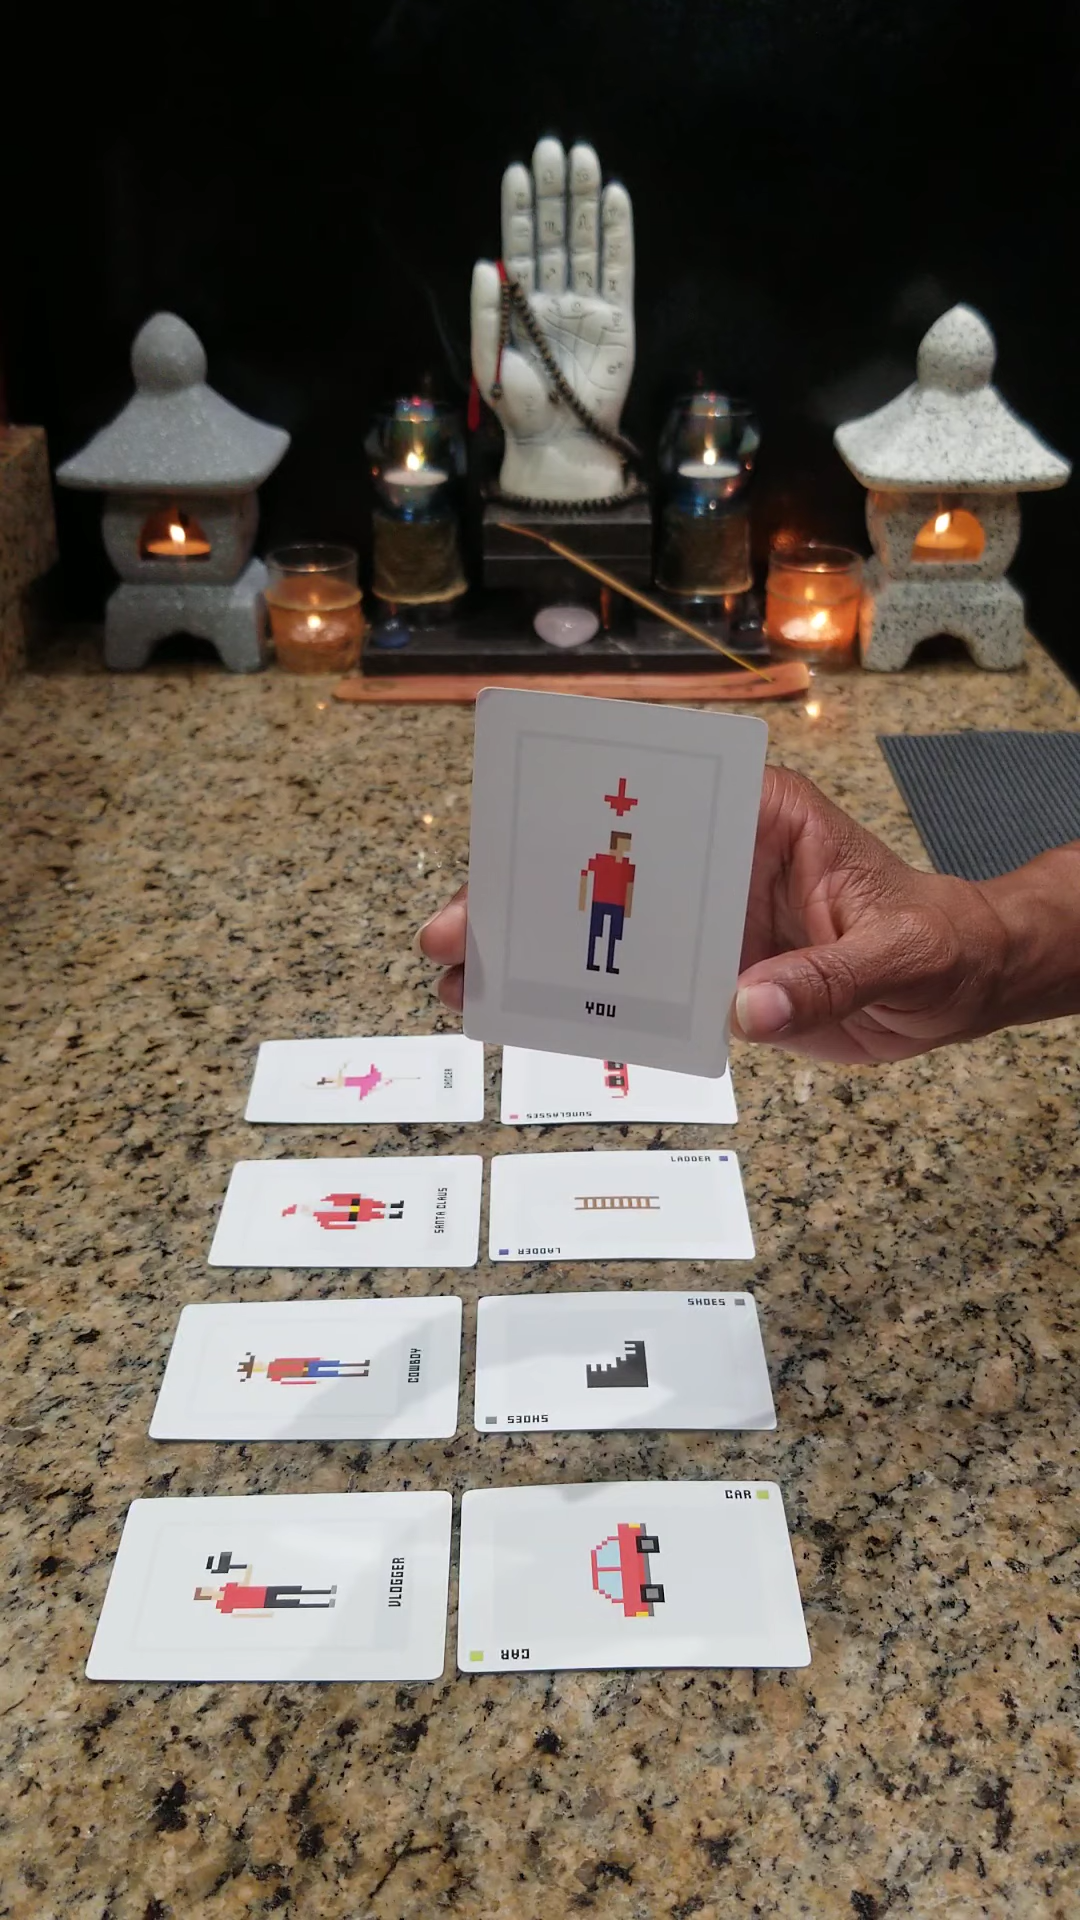 YOU
DANCER
SUNGLASSES
SANTA CLAUS
LADDER
LADDER
COWBOY
SHOES
SHOES
VLOGGER
CAR
CAR